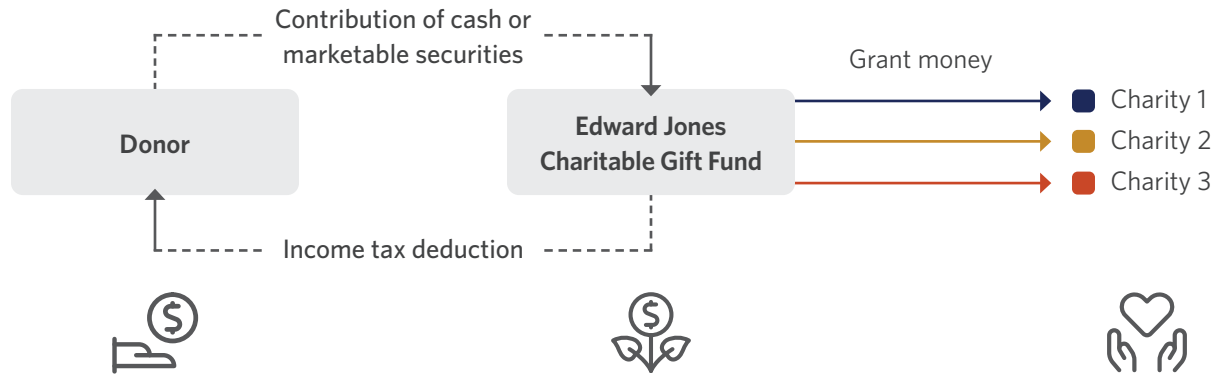 Contribution of cash or
marketable securities
Donor
Edward Jones
Charitable Gift Fund
Income tax deduction
Grant money
Charity 1
Charity 2
Charity 3
$
$